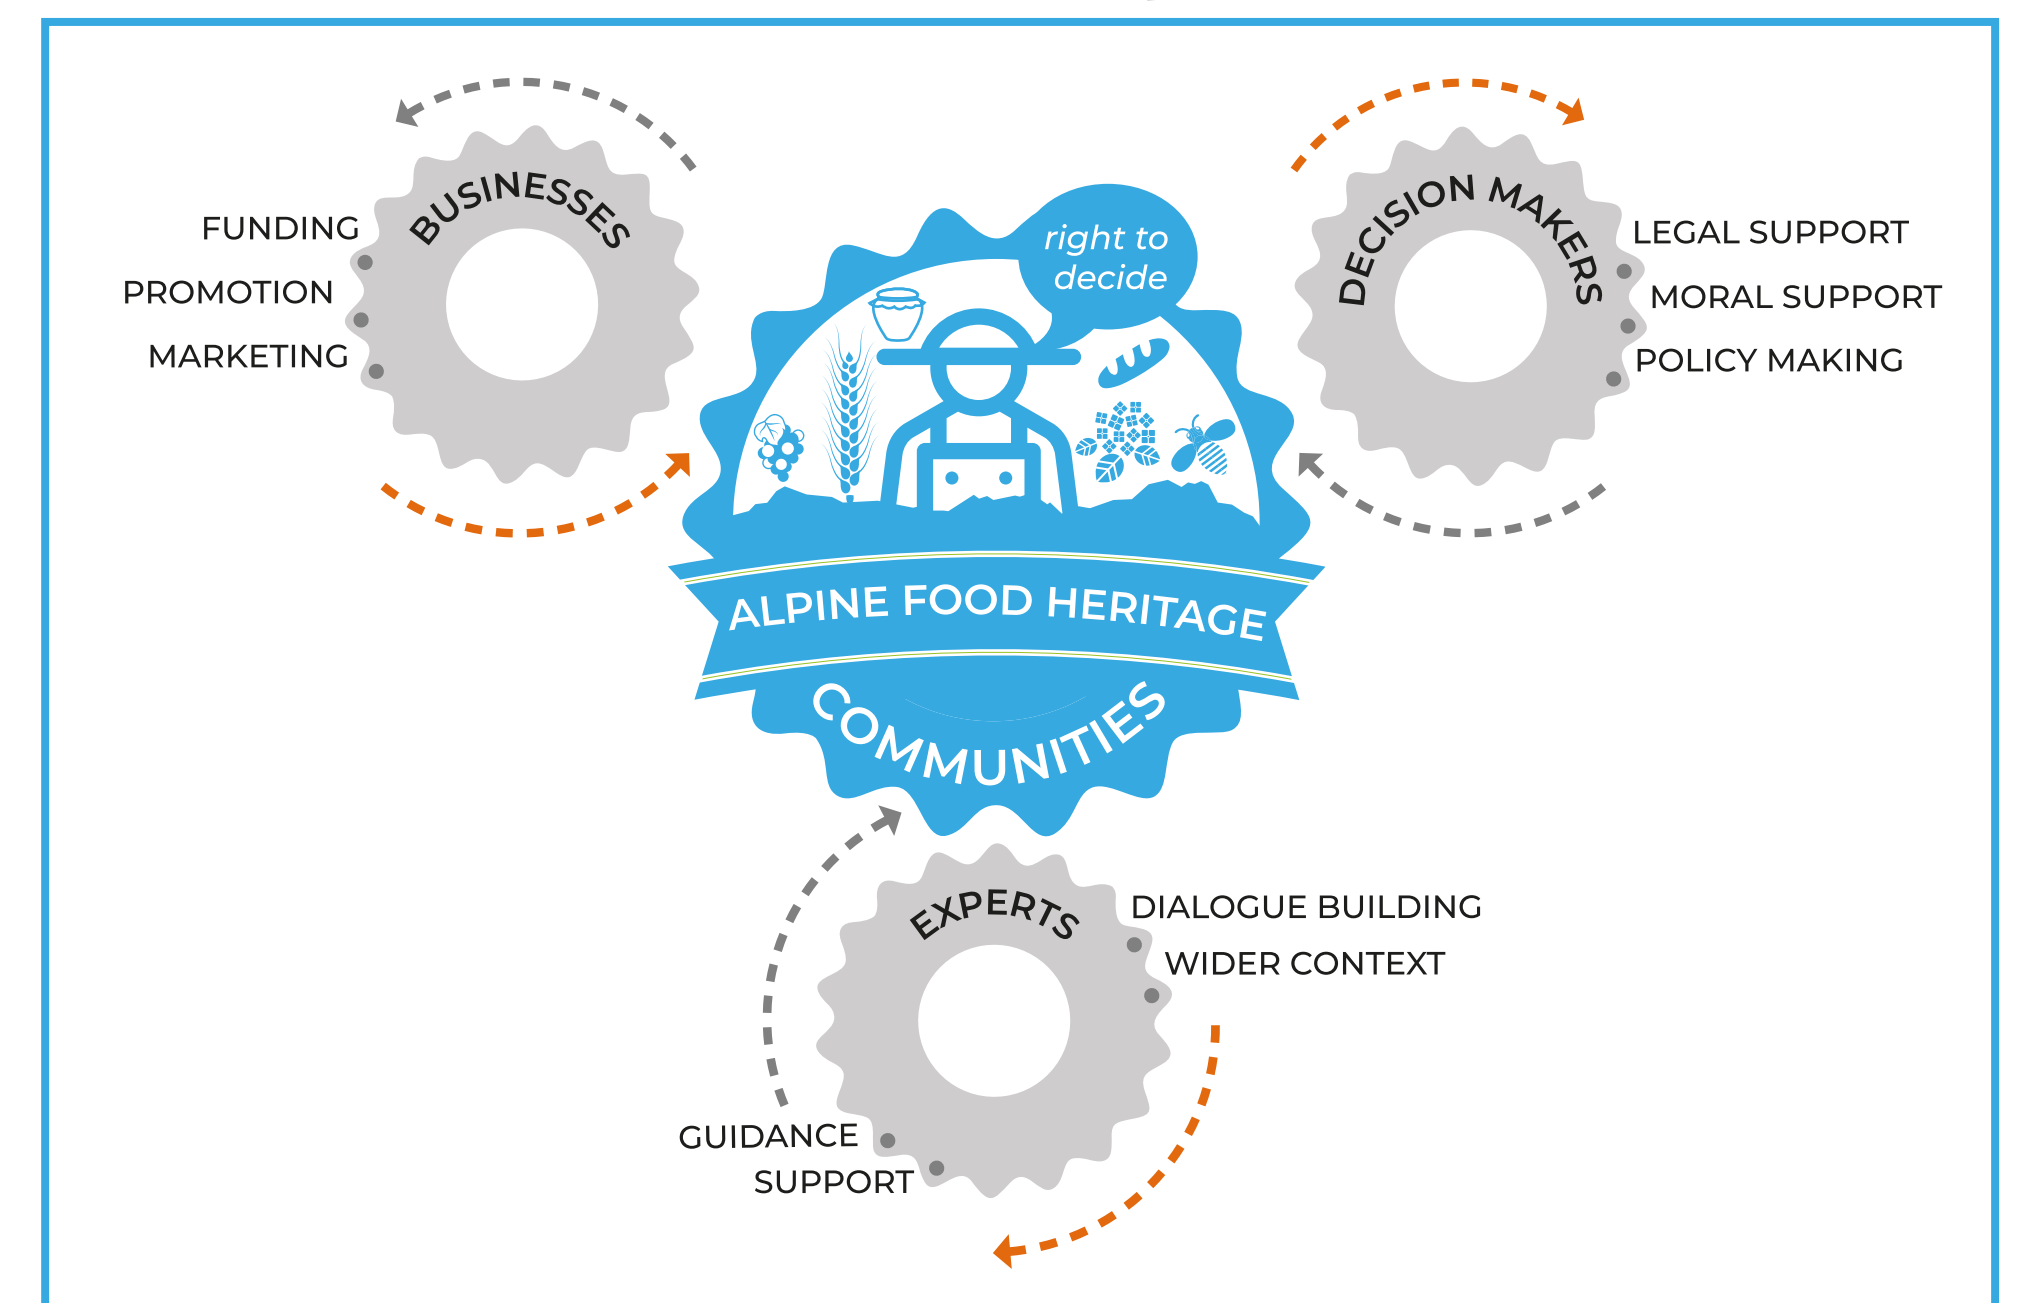 BUSINESSES
FUNDING
PROMOTION
MARKETING
DECISION MAKERS
LEGAL SUPPORT
MORAL SUPPORT
POLICY MAKING
right to
decide
ALPINE FOOD HERITAGE
COMMUNITIES
EXPERTS
DIALOGUE BUILDING
WIDER CONTEXT
GUIDANCE
SUPPORT